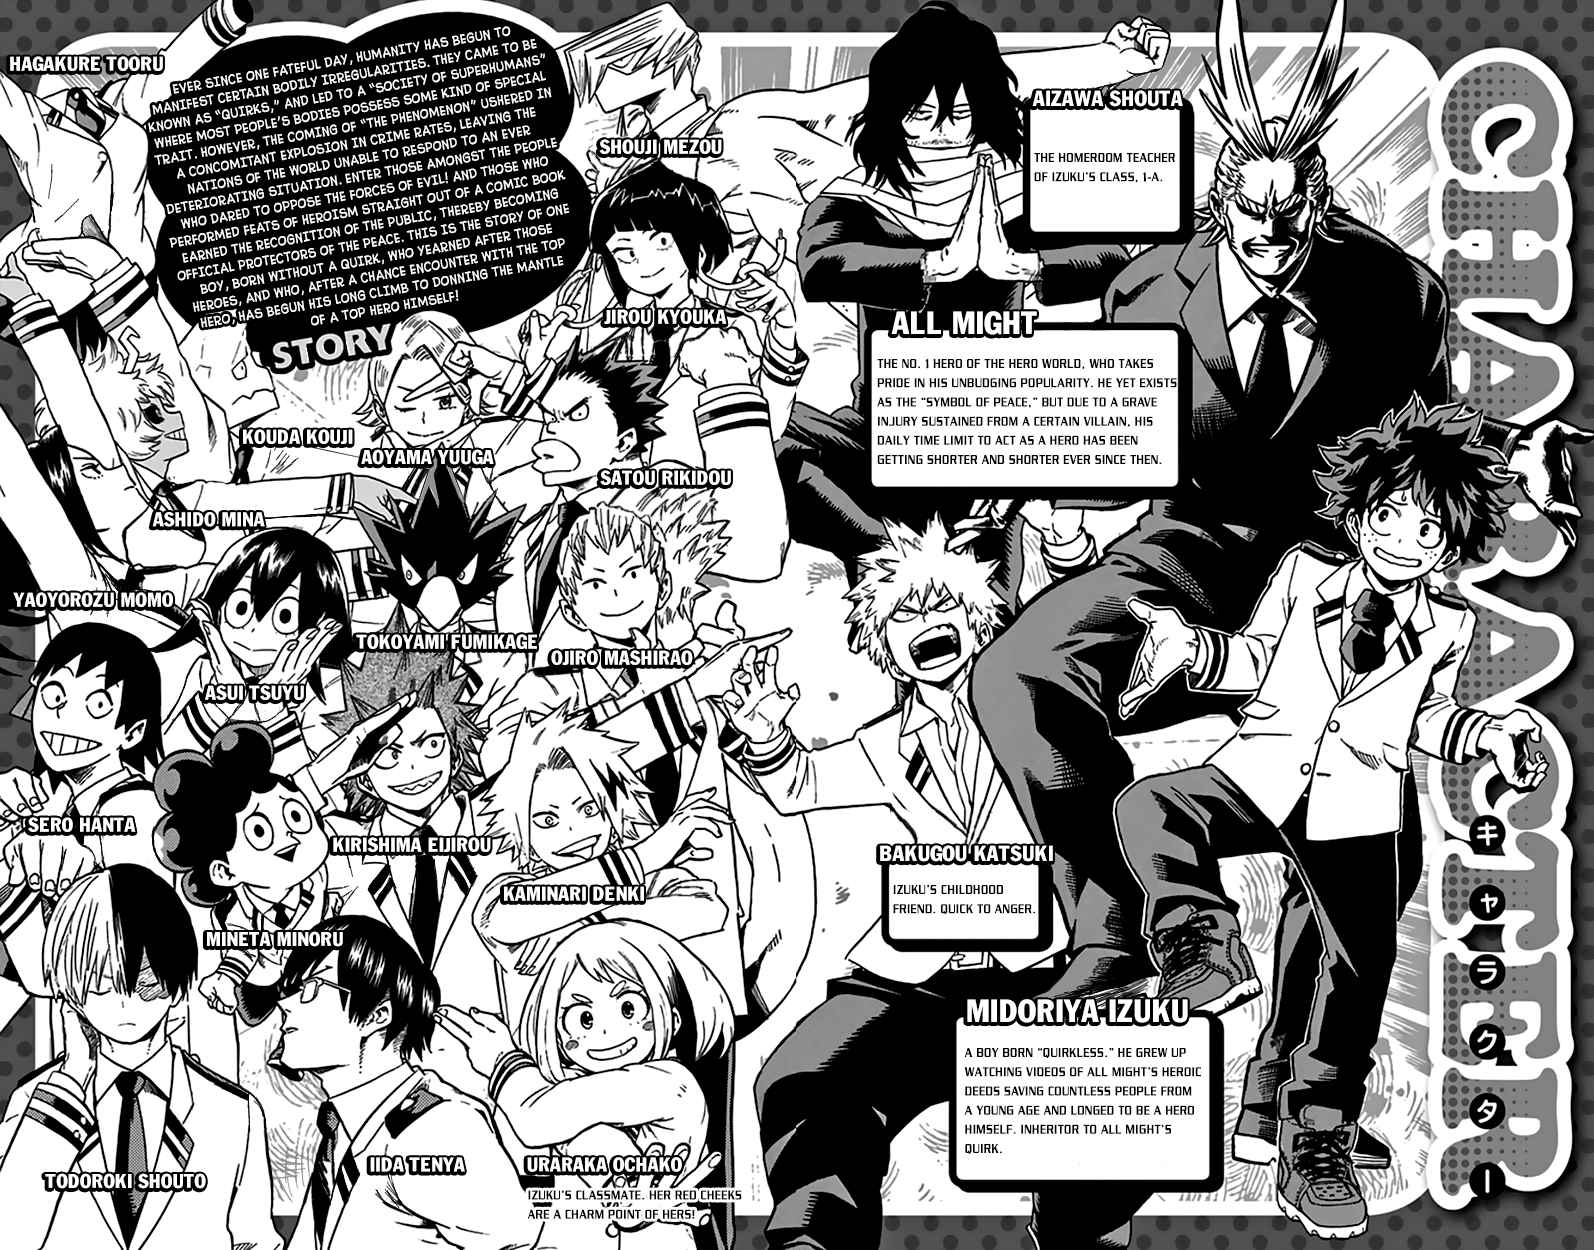 CHARACTER
キャラクター
HAGAKURE TOORU
EVER SINCE ONE FATEFUL DAY, HUMANITY HAS BEGUN TO
MANIFEST CERTAIN BODILY IRREGULARITIES. THEY CAME TO BE
KNOWN AS "QUIRKS," AND LED TO A "SOCIETY OF SUPERHUMANS"
WHERE MOST PEOPLE'S BODIES POSSESS SOME KIND OF SPECIAL
TRAIT. HOWEVER, THE COMING OF "THE PHENOMENON" USHERED IN
A CONCOMITANT EXPLOSION IN CRIME RATES, LEAVING THE
NATIONS OF THE WORLD UNABLE TO RESPOND TO AN EVER
DETERIORATING SITUATION. ENTER THOSE AMONGST THE PEOPLE
WHO DARED TO OPPOSE THE FORCES OF EVIL! AND THOSE WHO
PERFORMED FEATS OF HEROISM STRAIGHT OUT OF A COMIC BOOK
EARNED THE RECOGNITION OF THE PUBLIC, THEREBY BECOMING
OFFICIAL PROTECTORS OF THE PEACE. THIS IS THE STORY OF ONE
BOY, BORN WITHOUT A QUIRK, WHO YEARNED AFTER THOSE
HEROES, AND WHO, AFTER A CHANCE ENCOUNTER WITH THE TOP
HERO, HAS BEGUN HIS LONG CLIMB TO DONNING THE MANTLE
OF A TOP HERO HIMSELF!
STORY
SHOUJI MEZOU
AIZAWA SHOUTA
THE HOMEROOM TEACHER
OF IZUKU'S CLASS, 1-A.
JIROU KYOUKA
ALL MIGHT
THE NO. 1 HERO OF THE HERO WORLD, WHO TAKES
PRIDE IN HIS UNBUDGING POPULARITY. HE YET EXISTS
AS THE "SYMBOL OF PEACE," BUT DUE TO A GRAVE
INJURY SUSTAINED FROM A CERTAIN VILLAIN, HIS
DAILY TIME LIMIT TO ACT AS A HERO HAS BEEN
GETTING SHORTER AND SHORTER EVER SINCE THEN.
KOUDA KOUJI
AOYAMA YUUGA
SATOU RIKIDOU
ASHIDO MINA
YAOYOROZU MOMO
TOKOYAMI FUMIKAGE
OJIRO MASHIRAO
ASUI TSUYU
SERO HANTA
KIRISHIMA EIJIROU
KAMINARI DENKI
BAKUGOU KATSUKI
IZUKU'S CHILDHOOD
FRIEND. QUICK TO ANGER.
MINETA MINORU
MIDORIYA IZUKU
A BOY BORN "QUIRKLESS." HE GREW UP
WATCHING VIDEOS OF ALL MIGHT'S HEROIC
DEEDS SAVING COUNTLESS PEOPLE FROM
A YOUNG AGE AND LONGED TO BE A HERO
HIMSELF. INHERITOR TO ALL MIGHT'S
QUIRK.
TODOROKI SHOUTO
IIDA TENYA
URARAKA OCHAKO
IZUKU'S CLASSMATE. HER RED CHEEKS
ARE A CHARM POINT OF HERS!